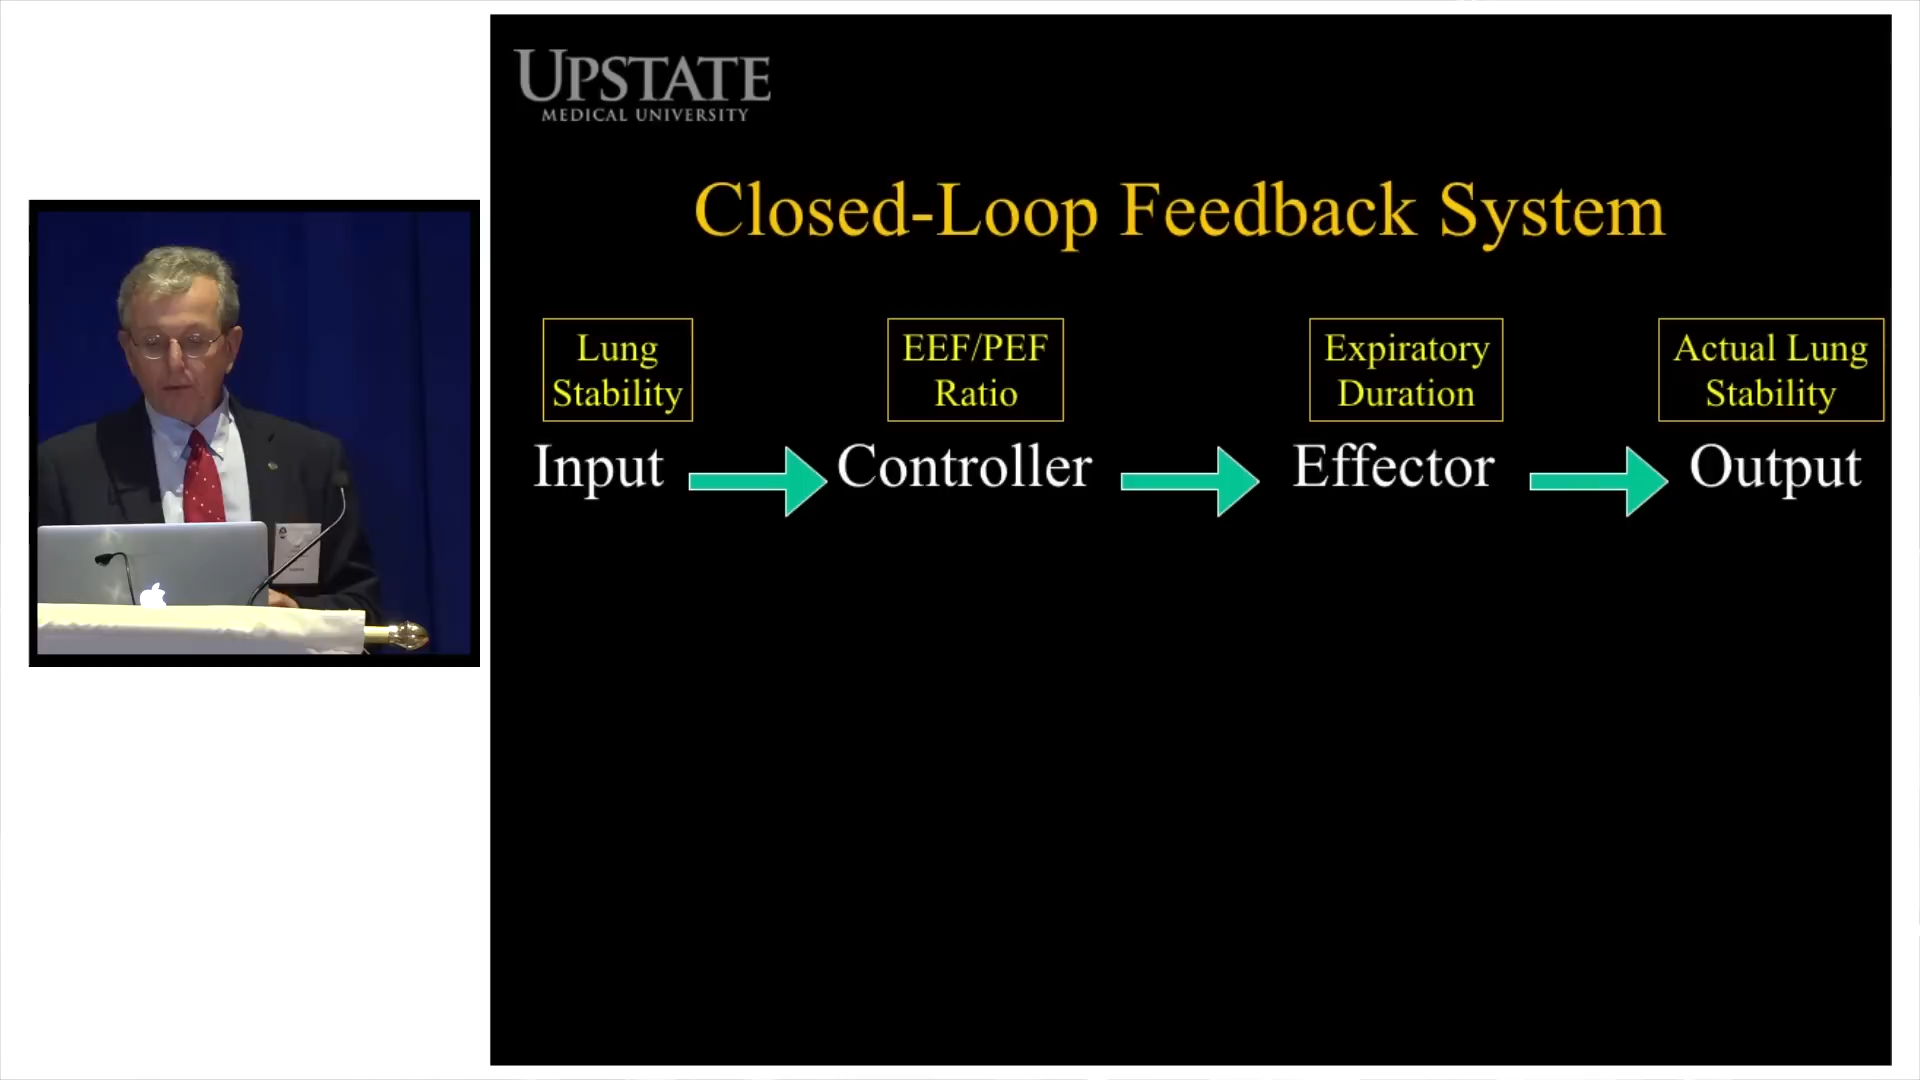 UPSTATE
MEDICAL UNIVERSITY
Closed-Loop Feedback System
Lung
Stability
EEF/PEF
Ratio
Expiratory
Duration
Actual Lung
Stability
Input
Controller
Effector
Output